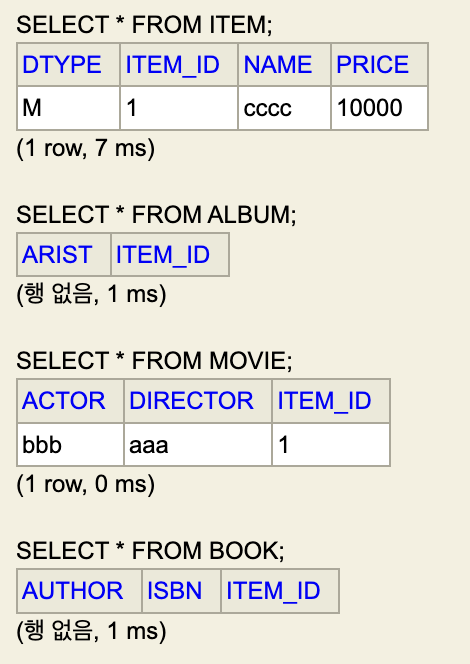 SELECT * FROM ITEM;
DTYPE ITEM_ID NAME PRICE
M 1 cccc 10000
(1 row, 7 ms)
SELECT * FROM ALBUM;
ARIST ITEM_ID
(행 없음, 1 ms)
SELECT * FROM MOVIE;
ACTOR DIRECTOR ITEM_ID
bbb aaa 1
(1 row, 0 ms)
SELECT * FROM BOOK;
AUTHOR ISBN ITEM_ID
(행 없음, 1 ms)